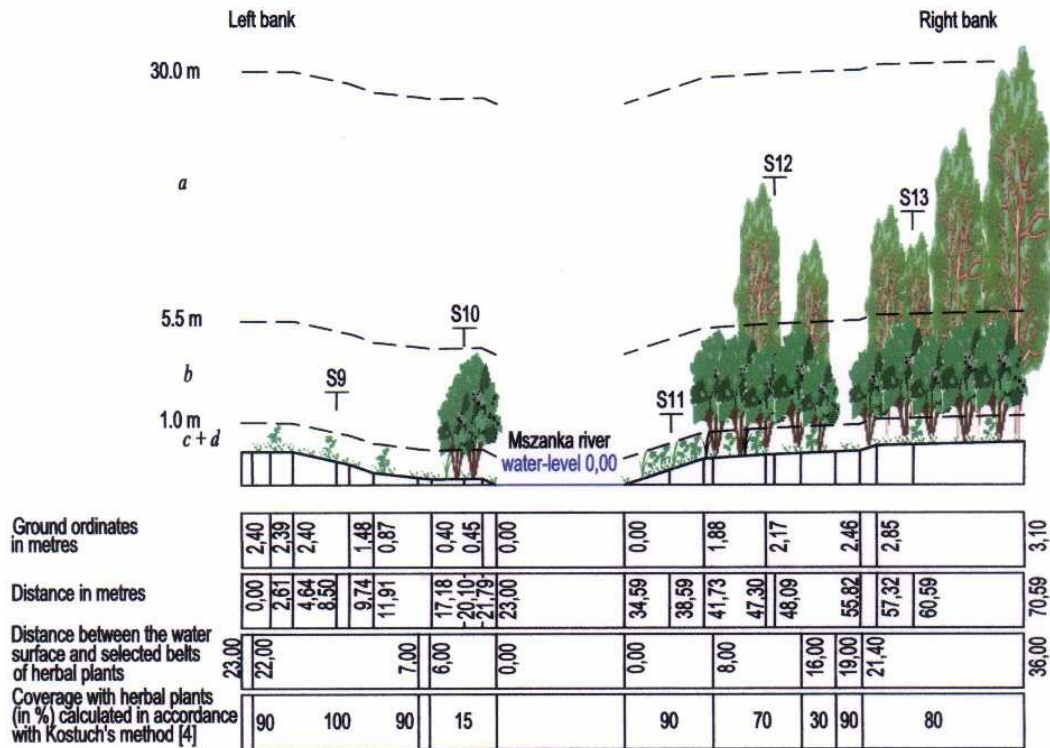 Left bank
Right bank
30.0 m
a
S12
S13
5.5 m
S10
b
S9
S11
1.0 m
c + d
Mszanka river
water-level 0,00
Ground ordinates
in metres
2,40 2,39 2,40 1,48 0,87 0,40 0,45 0,00 0,00 1,88 2,17 2,46 2,85 3,10
Distance in metres
0,00 2,61 4,64 8,50 9,74 11,91 17,18 -20,10- -21,79- 23,00 34,59 38,59 41,73 47,30 48,09 55,82 57,32 60,59 70,59
Distance between the water
surface and selected belts
of herbal plants
23,00 22,00 7,00 6,00 0,00 0,00 8,00 16,00 19,00 21,40 36,00
Coverage with herbal plants
(in %) calculated in accordance
with Kostuch's method [4]
90 100 90 15 90 70 30 90 80